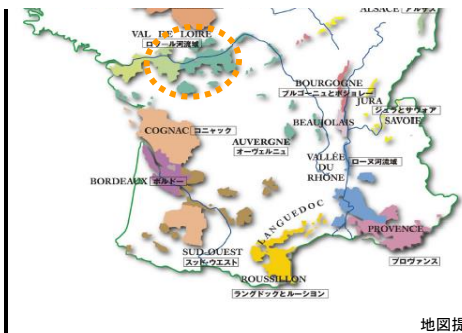 ALSACE アルザス
VAL DE LOIRE
ロワール河流域
BOURGOGNE
ブルゴーニュとボジョレー
JURA
ジュラとサヴォア
SAVOIE
BEAUJOLAIS
COGNAC コニャック
AUVERGNE
オーヴェルニュ
VALLÉE
DU
RHÔNE
ローヌ河流域
BORDEAUX ボルドー
LANGUEDOC
PROVENCE
プロヴァンス
SUD-OUEST
スッド・ウエスト
ROUSSILLON
ラングドックとルーション
地図提